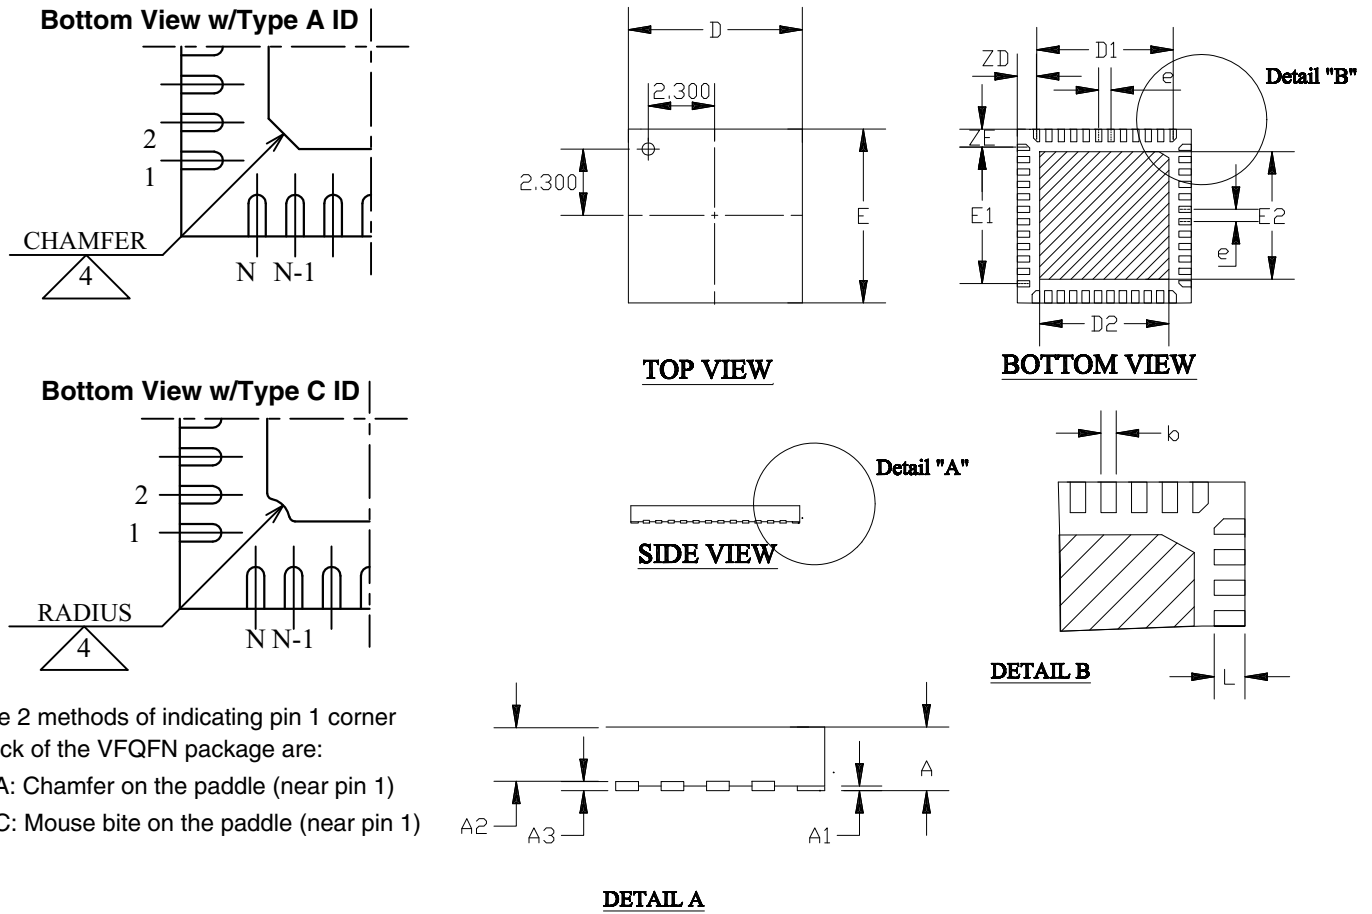 Bottom View w/Type A ID
2
1
CHAMFER
4
N N-1
Bottom View w/Type C ID
2
1
RADIUS
4
N N-1
e 2 methods of indicating pin 1 corner
ck of the VFQFN package are:
A: Chamfer on the paddle (near pin 1)
C: Mouse bite on the paddle (near pin 1)
D
2.300
2.300
E
TOP VIEW
ZD
D1
e
Detail "B"
ZE
E1
E2
e
D2
BOTTOM VIEW
Detail "A"
SIDE VIEW
b
L
DETAIL B
A
A2
A3
A1
DETAIL A